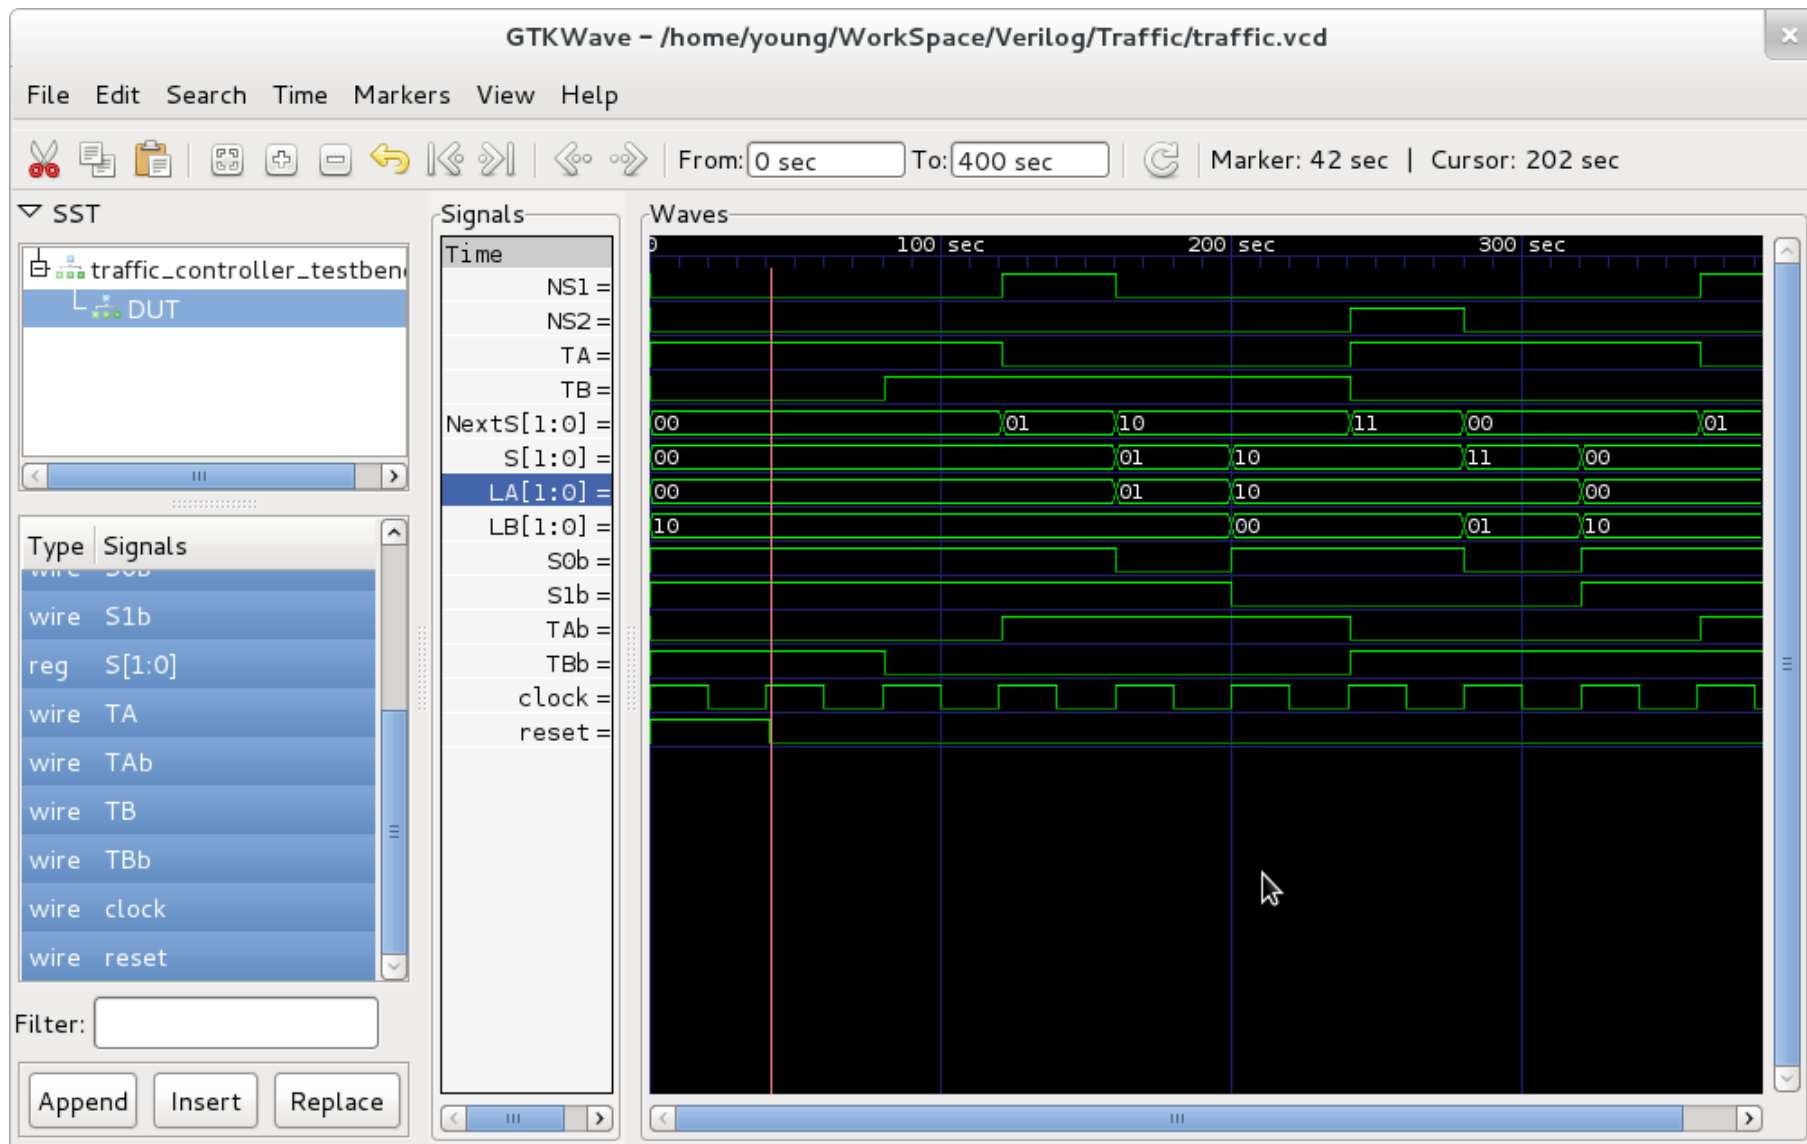 GTKWave – /home/young/WorkSpace/Verilog/Traffic/traffic.vcd
File Edit Search Time Markers View Help
From: 0 sec To: 400 sec Marker: 42 sec | Cursor: 202 sec
SST
traffic_controller_testben
DUT
Type Signals
wire S0b
wire S1b
reg S[1:0]
wire TA
wire TAb
wire TB
wire TBb
wire clock
wire reset
Filter:
Append Insert Replace
Signals
Time
NS1 =
NS2 =
TA =
TB =
NextS[1:0] =
S[1:0] =
LA[1:0] =
LB[1:0] =
S0b =
S1b =
TAb =
TBb =
clock =
reset =
Waves
0 100 sec 200 sec 300 sec
00 01 10 11 00 01
00 01 10 11 00
00 01 10 00
10 00 01 10